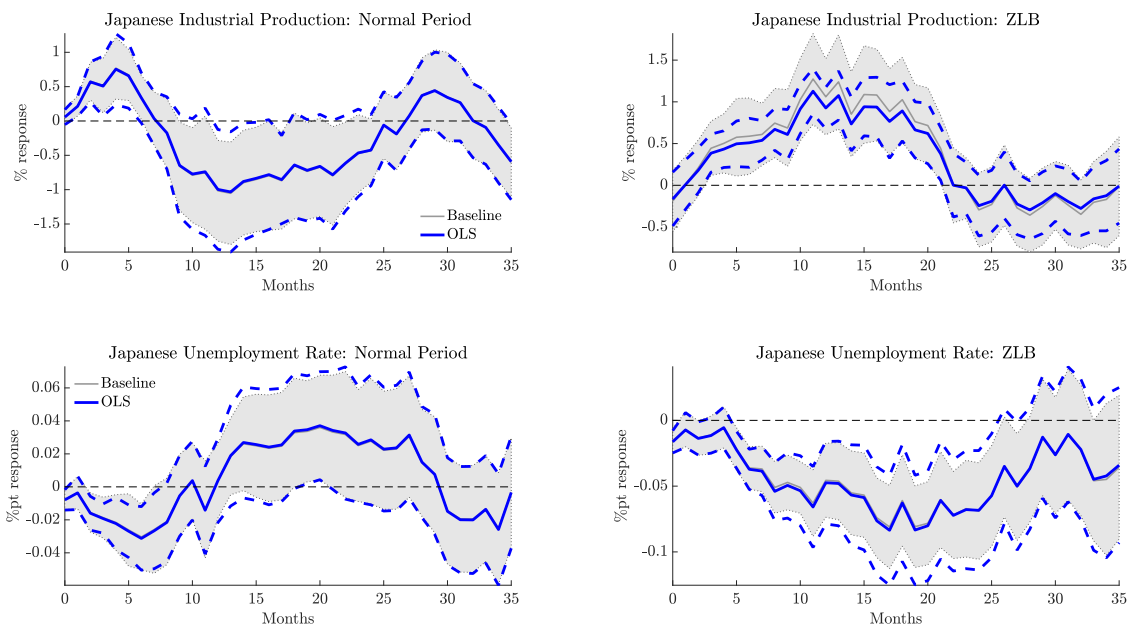 Japanese Industrial Production: Normal Period
1
0.5
0
-0.5
-1
-1.5
% response
Baseline
OLS
0 5 10 15 20 25 30 35
Months
Japanese Industrial Production: ZLB
1.5
1
0.5
0
-0.5
% response
0 5 10 15 20 25 30 35
Months
Japanese Unemployment Rate: Normal Period
0.06
0.04
0.02
0
-0.02
-0.04
%pt response
Baseline
OLS
0 5 10 15 20 25 30 35
Months
Japanese Unemployment Rate: ZLB
0
-0.05
-0.1
%pt response
0 5 10 15 20 25 30 35
Months